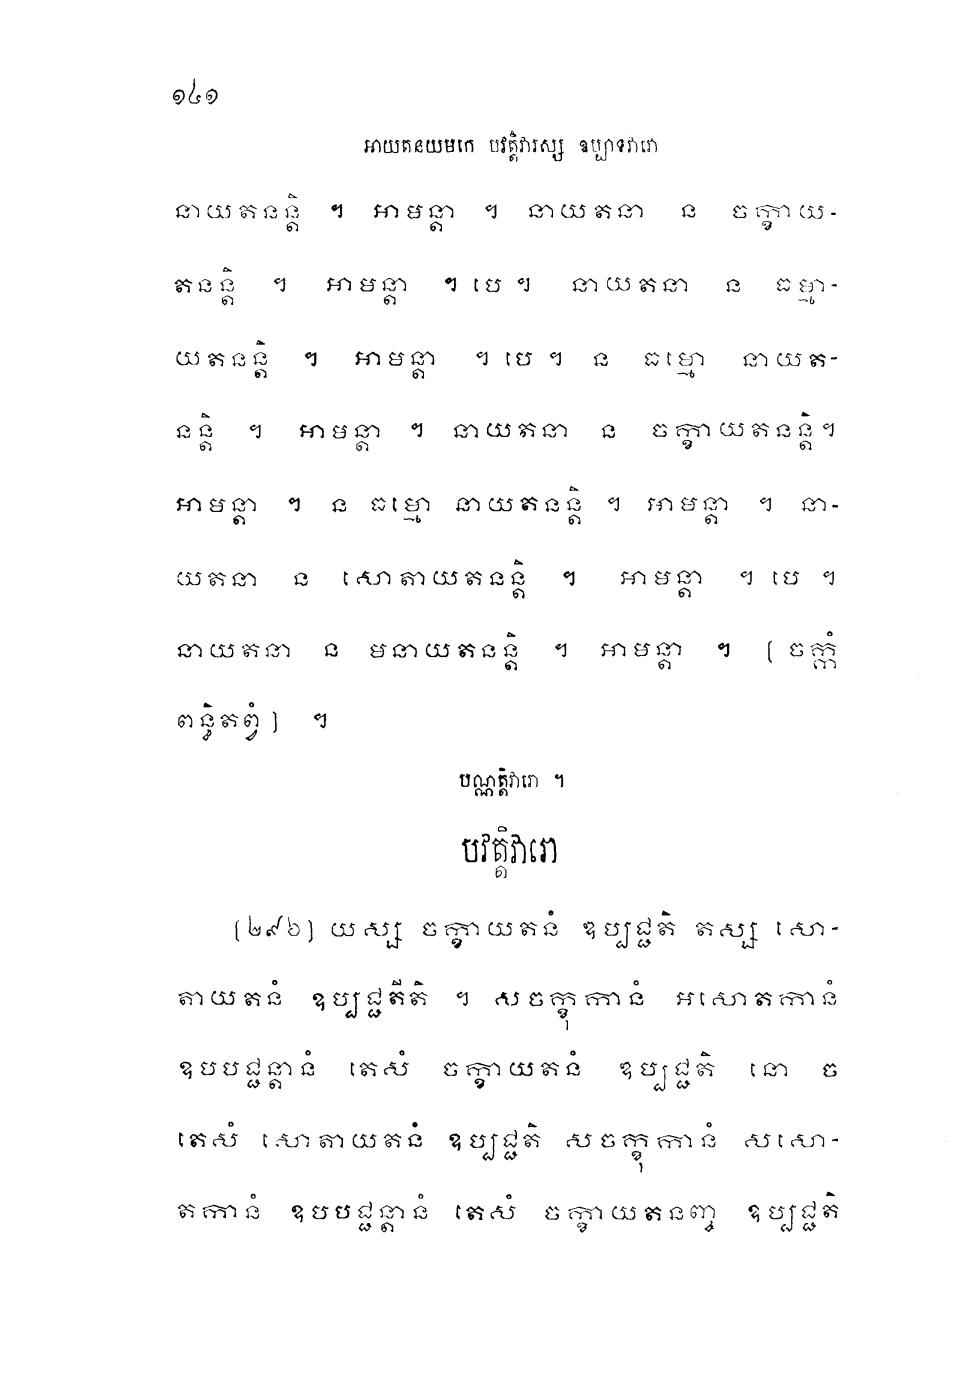 ១៤១
អាយតនយមកេ បវត្តិវារស្ស ឧប្បាទវារោ
នាយតនន្តិ ។ អាមន្តា ។ នាយតនា ន ចក្ខាយ-
តនន្តិ ។ អាមន្តា ។ បេ ។ នាយតនា ន ធម្មា-
យតនន្តិ ។ អាមន្តា ។ បេ ។ ន ធម្មោ នាយត-
នន្តិ ។ អាមន្តា ។ នាយតនា ន ចក្ខាយតនន្តិ។
អាមន្តា ។ ន ធម្មោ នាយតនន្តិ ។ អាមន្តា ។ នា-
យតនា ន សោតាយតនន្តិ ។ អាមន្តា ។ បេ ។
នាយតនា ន មនាយតនន្តិ ។ អាមន្តា ។ (ចក្កំ
ពន្ធិតព្វំ) ។
បណ្ណត្តិវារោ ។
បវត្តិវារោ
(២៩៦) យស្ស ចក្ខាយតនំ ឧប្បជ្ជតិ តស្ស សោ-
តាយតនំ ឧប្បជ្ជតីតិ ។ សចក្ខុកានំ អសោតកានំ
ឧបបជ្ជន្តានំ តេសំ ចក្ខាយតនំ ឧប្បជ្ជតិ នោ ច
តេសំ សោតាយតនំ ឧប្បជ្ជតិ សចក្ខុកានំ សសោ-
តកានំ ឧបបជ្ជន្តានំ តេសំ ចក្ខាយតនញ្ច ឧប្បជ្ជតិ